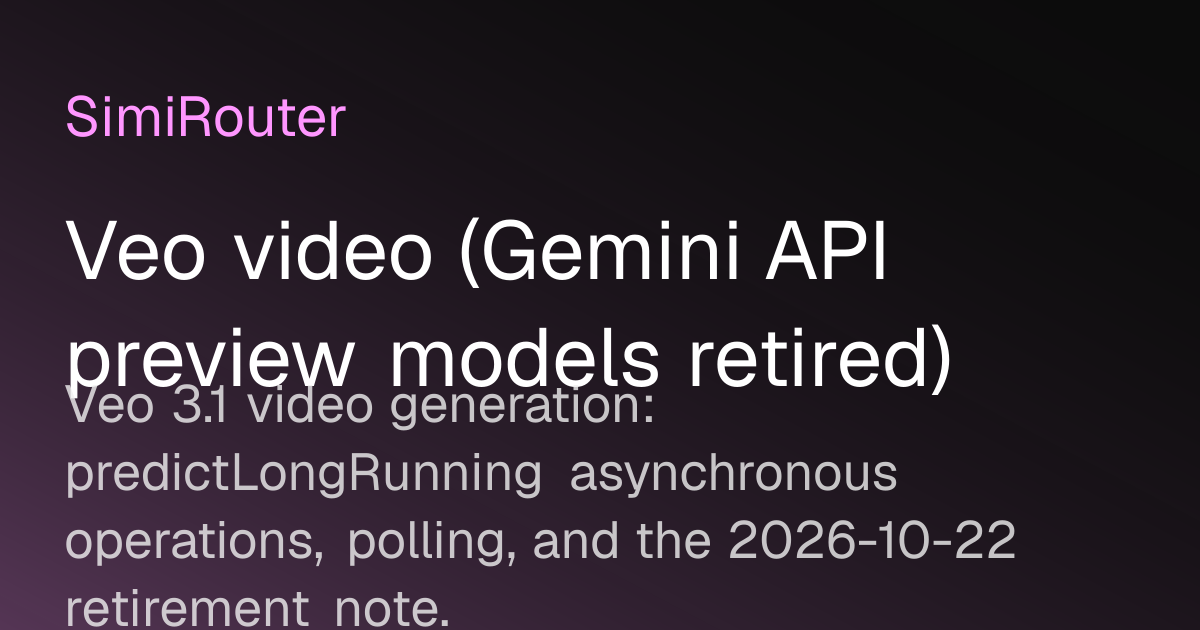 SimiRouter
Veo video (Gemini API
preview models retired)
Veo 3.1 video generation:
predictLongRunning asynchronous
operations, polling, and the 2026-10-22
retirement note.